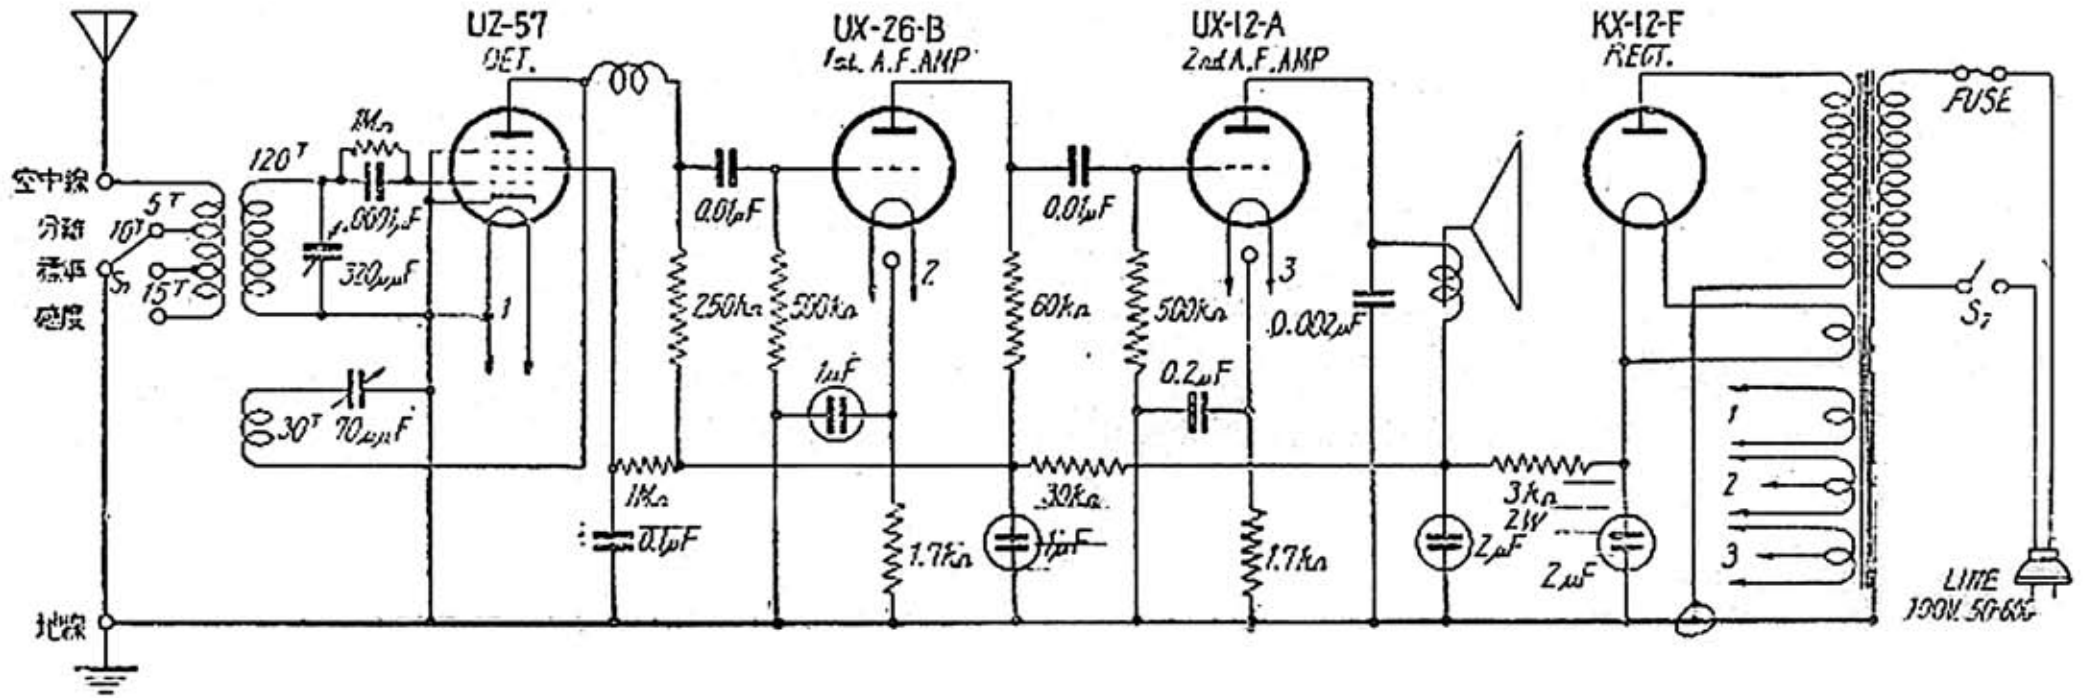 UZ-57
DET.
UX-26-B
1st. A.F. AMP
UX-12-A
2nd A.F. AMP
KX-12-F
RECT.
FUSE
1MΩ
120T
空中線
5T
分離
10T
標準
S1
15T
感度
.0001μF
320μμF
1
0.01μF
2
0.01μF
3
250kΩ
500kΩ
60kΩ
500kΩ
0.002μF
1μF
0.2μF
30T
70μμF
1MΩ
30kΩ
3kΩ
2W
0.1μF
1.7kΩ
1μF
1.7kΩ
2μF
2μF
1
2
3
地線
LINE
100V. 50-60